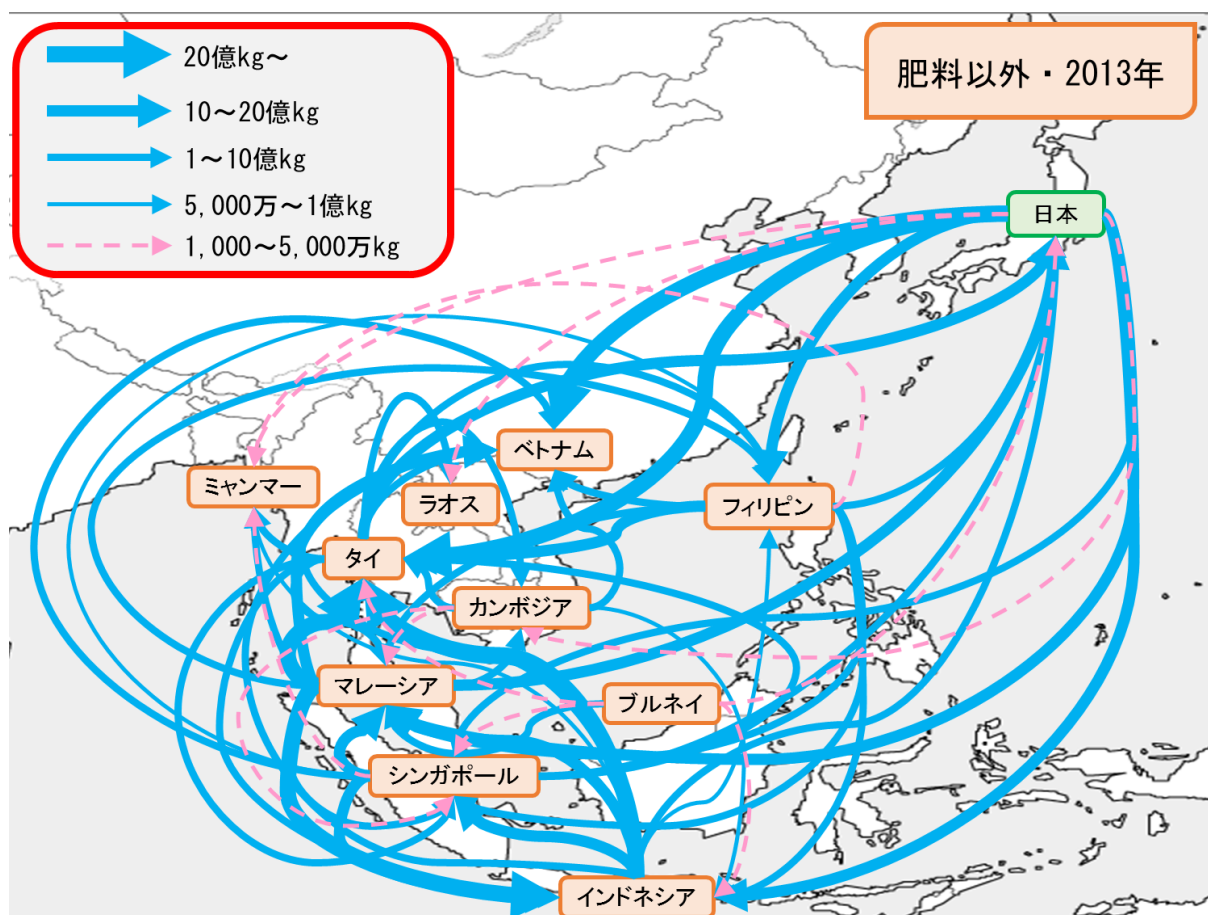 20億kg～
10～20億kg
1～10億kg
5,000万～1億kg
1,000～5,000万kg
肥料以外・2013年
日本
ベトナム
ミャンマー
ラオス
フィリピン
タイ
カンボジア
マレーシア
ブルネイ
シンガポール
インドネシア